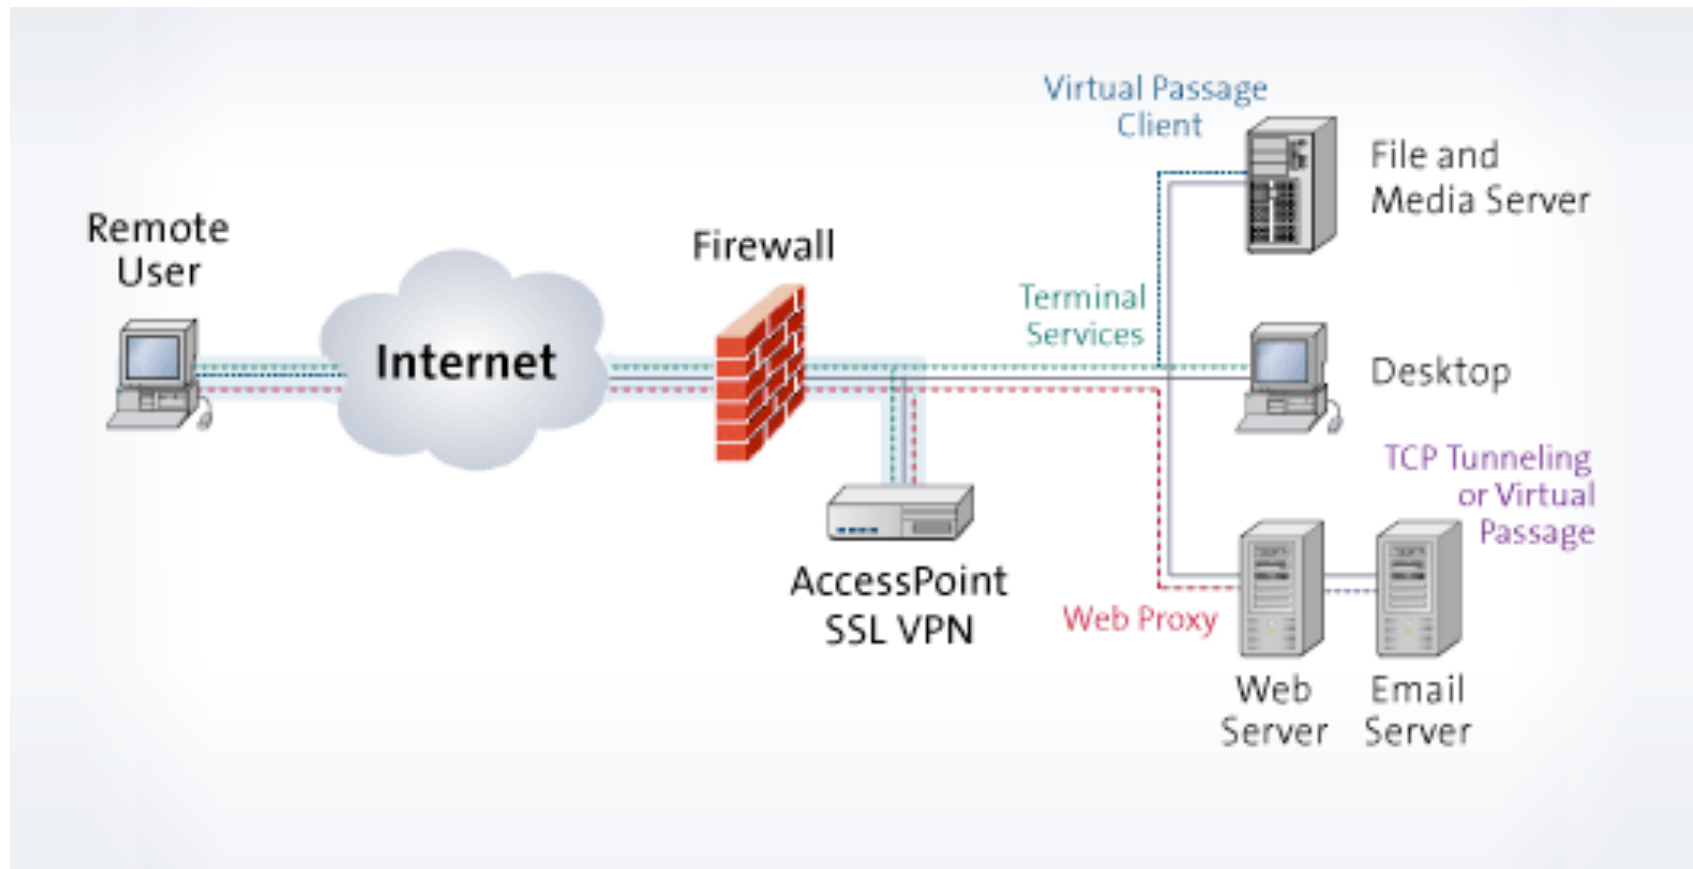 Virtual Passage
Client
File and
Media Server
Remote
User
Firewall
Internet
Terminal
Services
Desktop
TCP Tunneling
or Virtual
Passage
AccessPoint
SSL VPN
Web Proxy
Web
Server
Email
Server